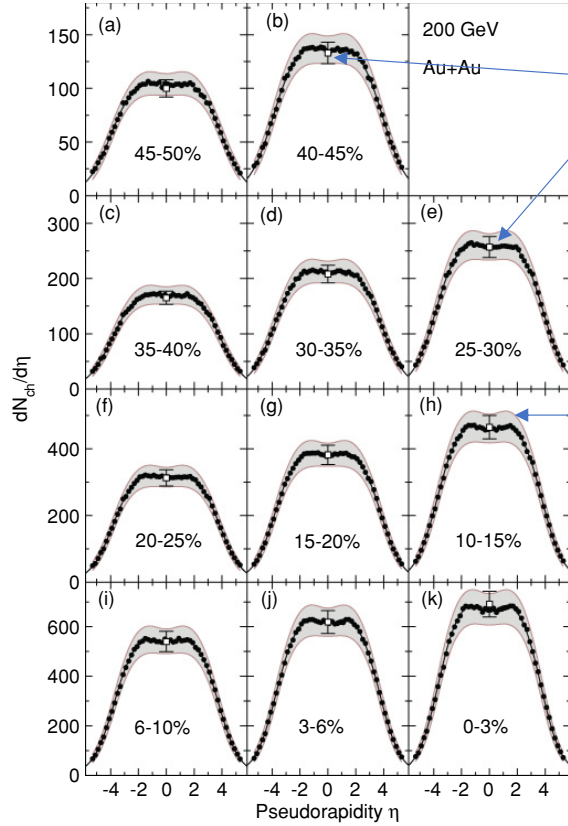 (a)
(b)
200 GeV
Au+Au
150
100
50
0
45-50%
40-45%
(c)
(d)
(e)
300
200
100
0
35-40%
30-35%
25-30%
dN_ch/dη
(f)
(g)
(h)
400
200
0
20-25%
15-20%
10-15%
(i)
(j)
(k)
600
400
200
0
6-10%
3-6%
0-3%
-4 -2 0 2 4 -4 -2 0 2 4 -4 -2 0 2 4
Pseudorapidity η